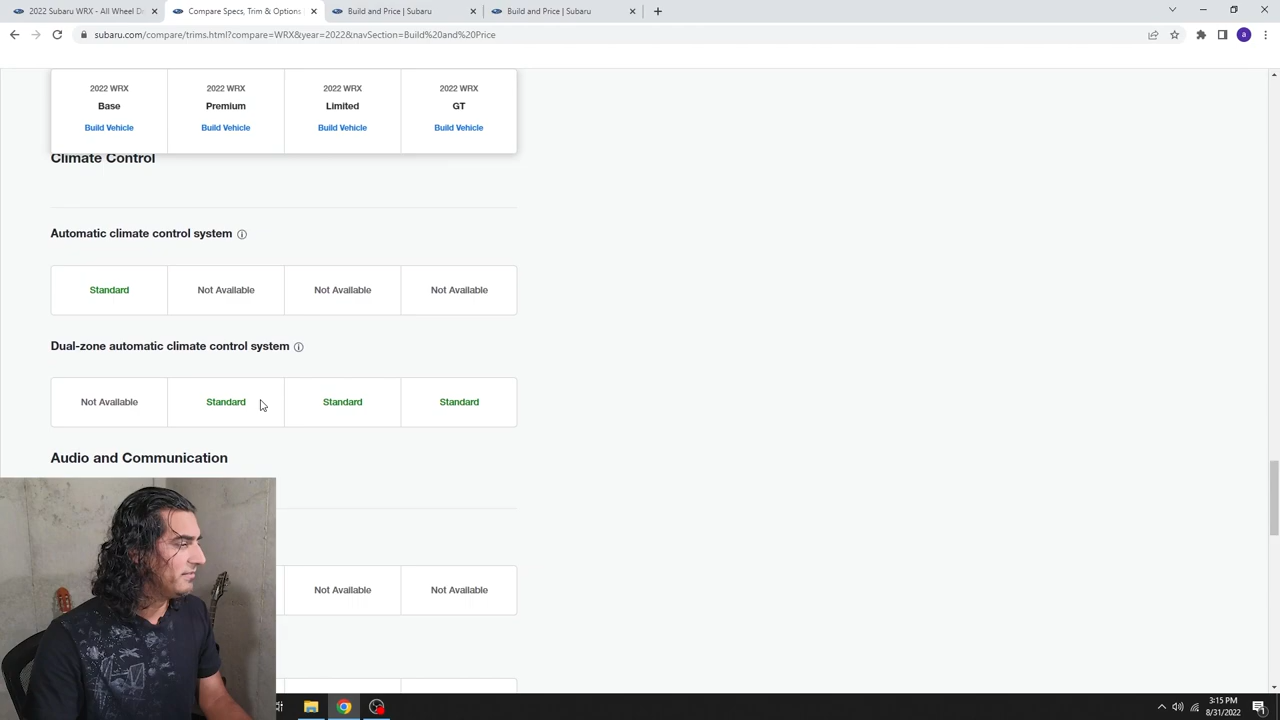 2022 Subaru WRX - All Wheel D
Compare Specs, Trim & Options
Build and Price | Subaru
Build and Price | Subaru
subaru.com/compare/trims.html?compare=WRX&year=2022&navSection=Build%20and%20Price
a
2022 WRX 2022 WRX 2022 WRX 2022 WRX
Base Premium Limited GT
Build Vehicle Build Vehicle Build Vehicle Build Vehicle
Climate Control
Automatic climate control system
Standard Not Available Not Available Not Available
Dual-zone automatic climate control system
Not Available Standard Standard Standard
Audio and Communication
Not Available Not Available
3:15 PM
8/31/2022